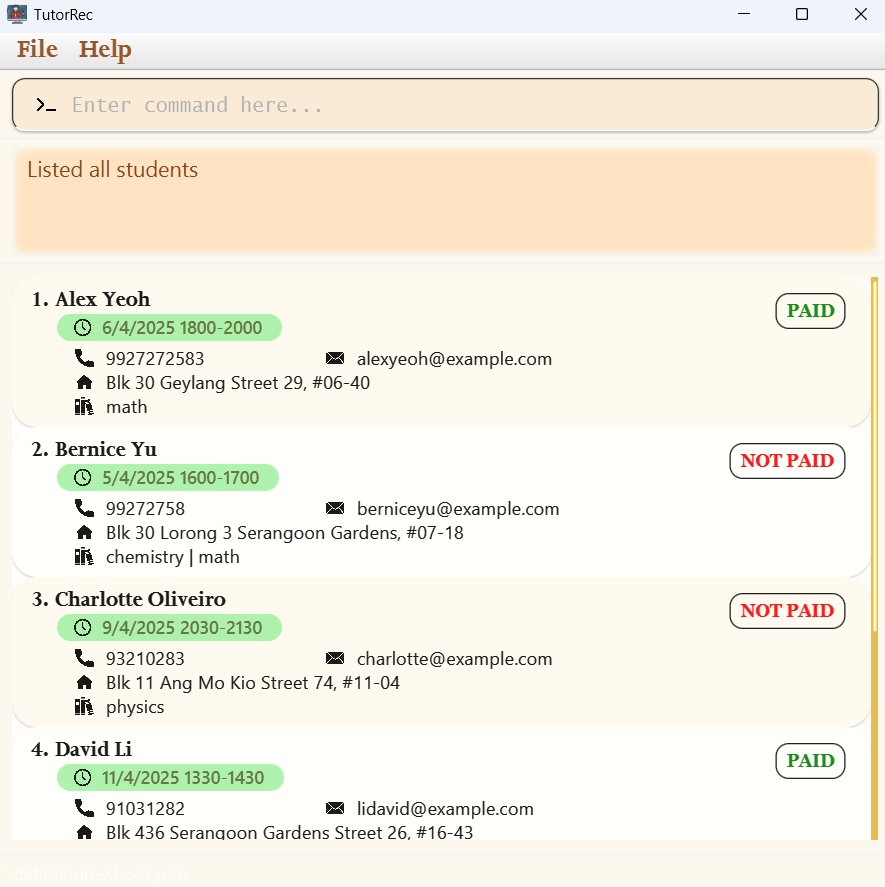 TutorRec
File Help
Enter command here...
Listed all students
1. Alex Yeoh
PAID
6/4/2025 1800-2000
9927272583 alexyeoh@example.com
Blk 30 Geylang Street 29, #06-40
math
2. Bernice Yu
NOT PAID
5/4/2025 1600-1700
99272758 berniceyu@example.com
Blk 30 Lorong 3 Serangoon Gardens, #07-18
chemistry | math
3. Charlotte Oliveiro
NOT PAID
9/4/2025 2030-2130
93210283 charlotte@example.com
Blk 11 Ang Mo Kio Street 74, #11-04
physics
4. David Li
PAID
11/4/2025 1330-1430
91031282 lidavid@example.com
Blk 436 Serangoon Gardens Street 26, #16-43
\data\addressbook.json